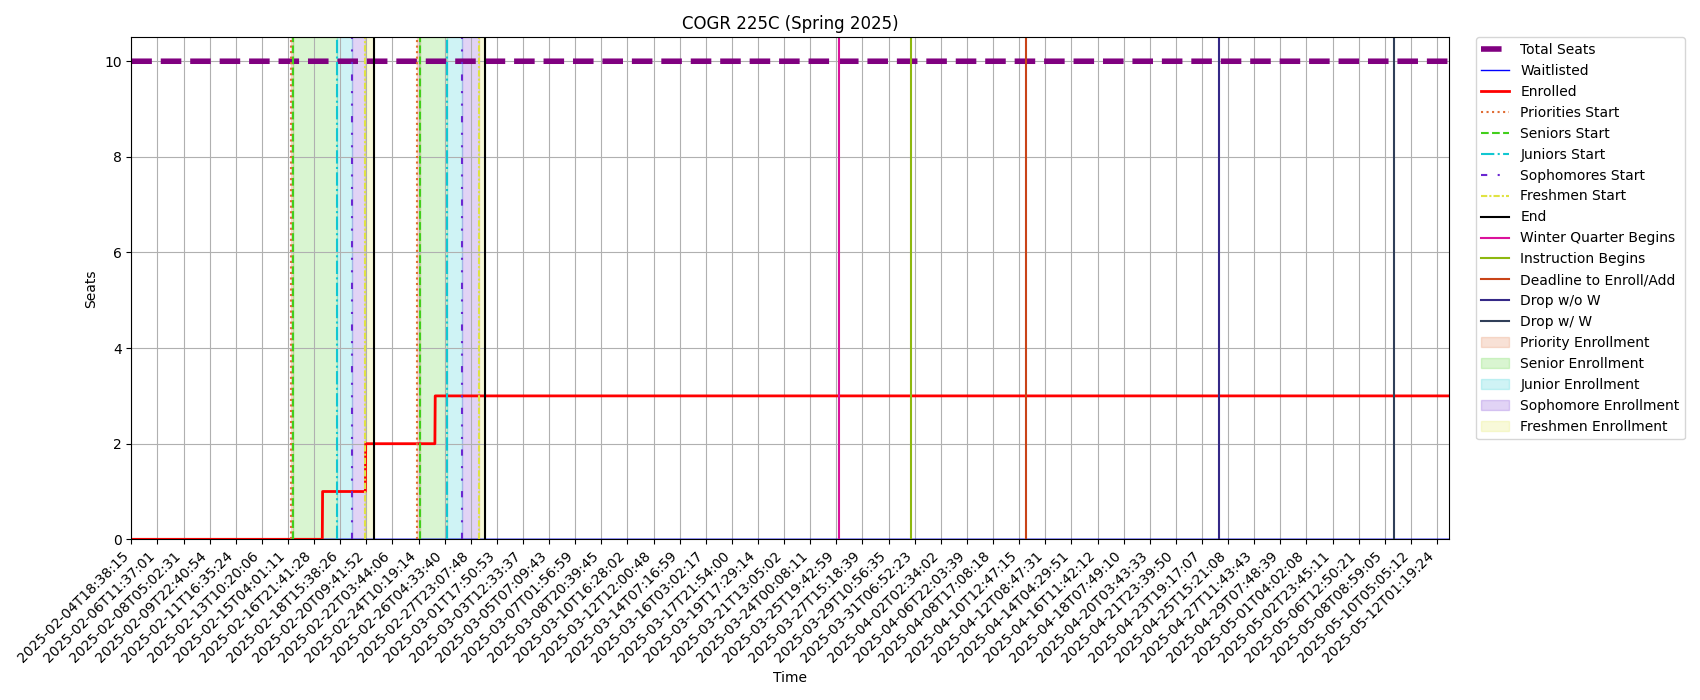 COGR 225C (Spring 2025)
10
8
6
4
2
0
Seats
2025-02-04T18:38:15
2025-02-06T11:37:01
2025-02-08T05:02:31
2025-02-09T22:40:54
2025-02-11T16:35:24
2025-02-13T10:20:06
2025-02-15T04:01:11
2025-02-16T21:41:28
2025-02-18T15:38:26
2025-02-20T09:41:52
2025-02-22T03:44:06
2025-02-24T10:19:14
2025-02-26T04:33:40
2025-02-27T23:07:48
2025-03-01T17:50:53
2025-03-03T12:33:37
2025-03-05T07:09:43
2025-03-07T01:56:59
2025-03-08T20:39:45
2025-03-10T16:28:02
2025-03-12T12:00:48
2025-03-14T07:16:59
2025-03-16T03:02:17
2025-03-17T21:54:00
2025-03-19T17:29:14
2025-03-21T13:05:02
2025-03-24T00:08:11
2025-03-25T19:42:59
2025-03-27T15:18:39
2025-03-29T10:56:35
2025-03-31T06:52:23
2025-04-02T02:34:02
2025-04-06T22:03:39
2025-04-08T17:08:18
2025-04-10T12:47:15
2025-04-12T08:47:31
2025-04-14T04:29:51
2025-04-16T11:42:12
2025-04-18T07:49:10
2025-04-20T03:43:33
2025-04-21T23:39:50
2025-04-23T19:17:07
2025-04-25T15:21:08
2025-04-27T11:43:43
2025-04-29T07:48:39
2025-05-01T04:02:08
2025-05-02T23:45:11
2025-05-06T12:50:21
2025-05-08T08:59:05
2025-05-10T05:05:12
2025-05-12T01:19:24
Time
Total Seats
Waitlisted
Enrolled
Priorities Start
Seniors Start
Juniors Start
Sophomores Start
Freshmen Start
End
Winter Quarter Begins
Instruction Begins
Deadline to Enroll/Add
Drop w/o W
Drop w/ W
Priority Enrollment
Senior Enrollment
Junior Enrollment
Sophomore Enrollment
Freshmen Enrollment